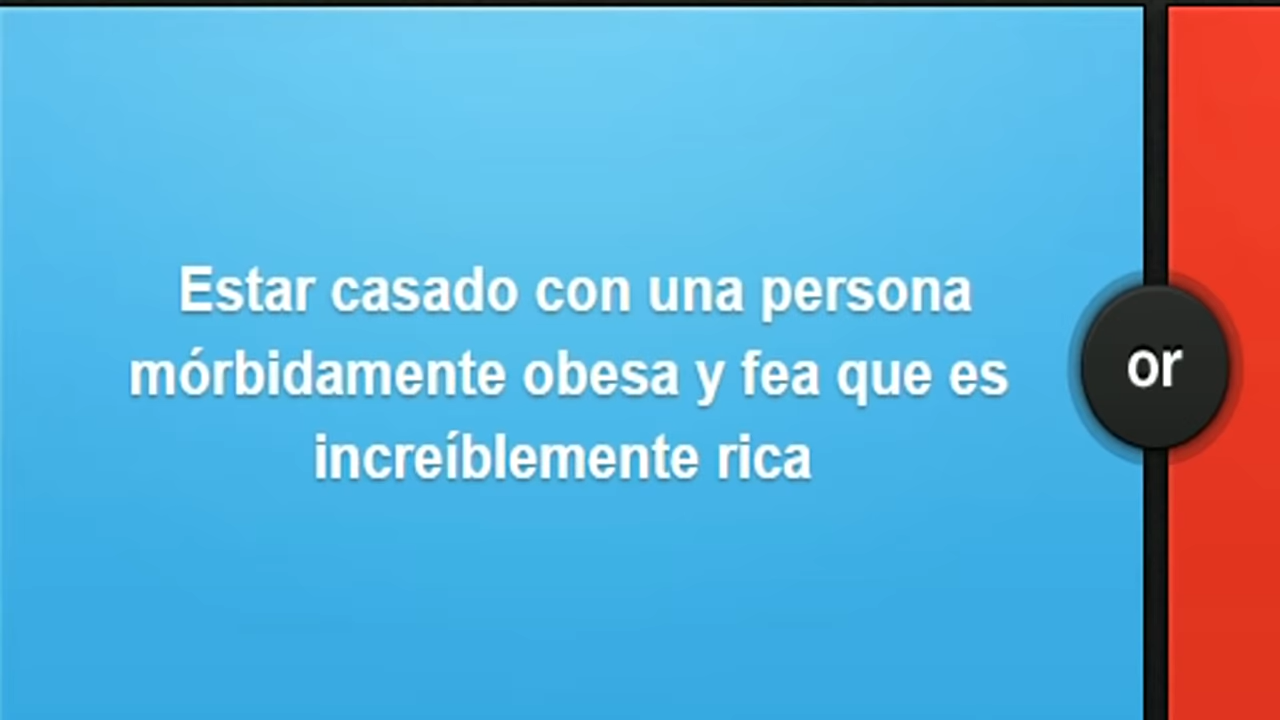 Estar casado con una persona
mórbidamente obesa y fea que es
increíblemente rica
or